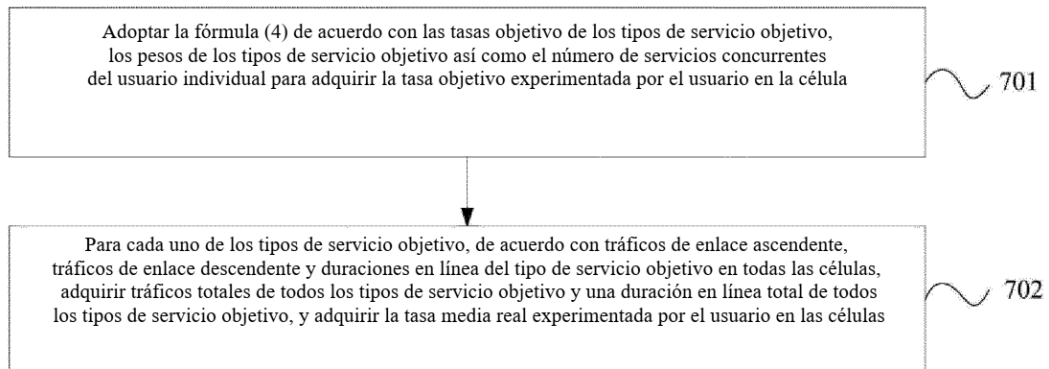 Adoptar la fórmula (4) de acuerdo con las tasas objetivo de los tipos de servicio objetivo,
los pesos de los tipos de servicio objetivo así como el número de servicios concurrentes
del usuario individual para adquirir la tasa objetivo experimentada por el usuario en la célula
701
Para cada uno de los tipos de servicio objetivo, de acuerdo con tráficos de enlace ascendente,
tráficos de enlace descendente y duraciones en línea del tipo de servicio objetivo en todas las células,
adquirir tráficos totales de todos los tipos de servicio objetivo y una duración en línea total de todos
los tipos de servicio objetivo, y adquirir la tasa media real experimentada por el usuario en las células
702